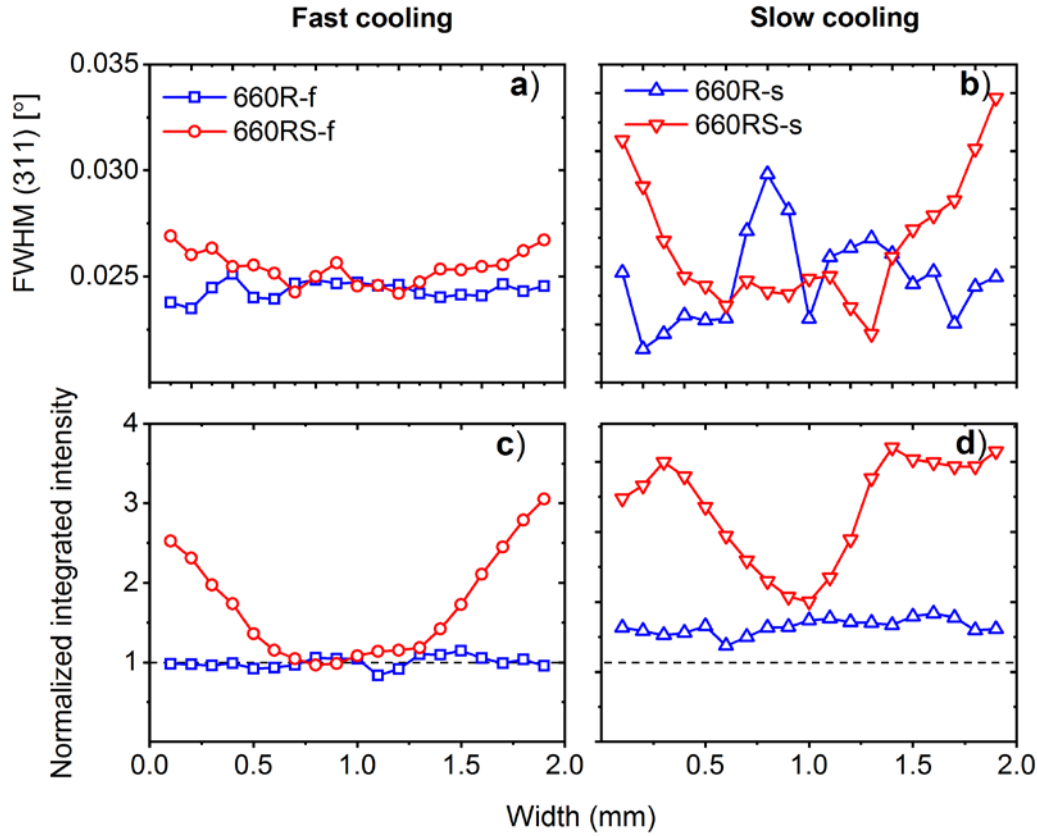 Fast cooling
Slow cooling
FWHM (311) [°]
0.035
0.030
0.025
a)
660R-f
660RS-f
b)
660R-s
660RS-s
Normalized integrated intensity
4
3
2
1
c)
d)
0.0 0.5 1.0 1.5 2.0
0.5 1.0 1.5 2.0
Width (mm)